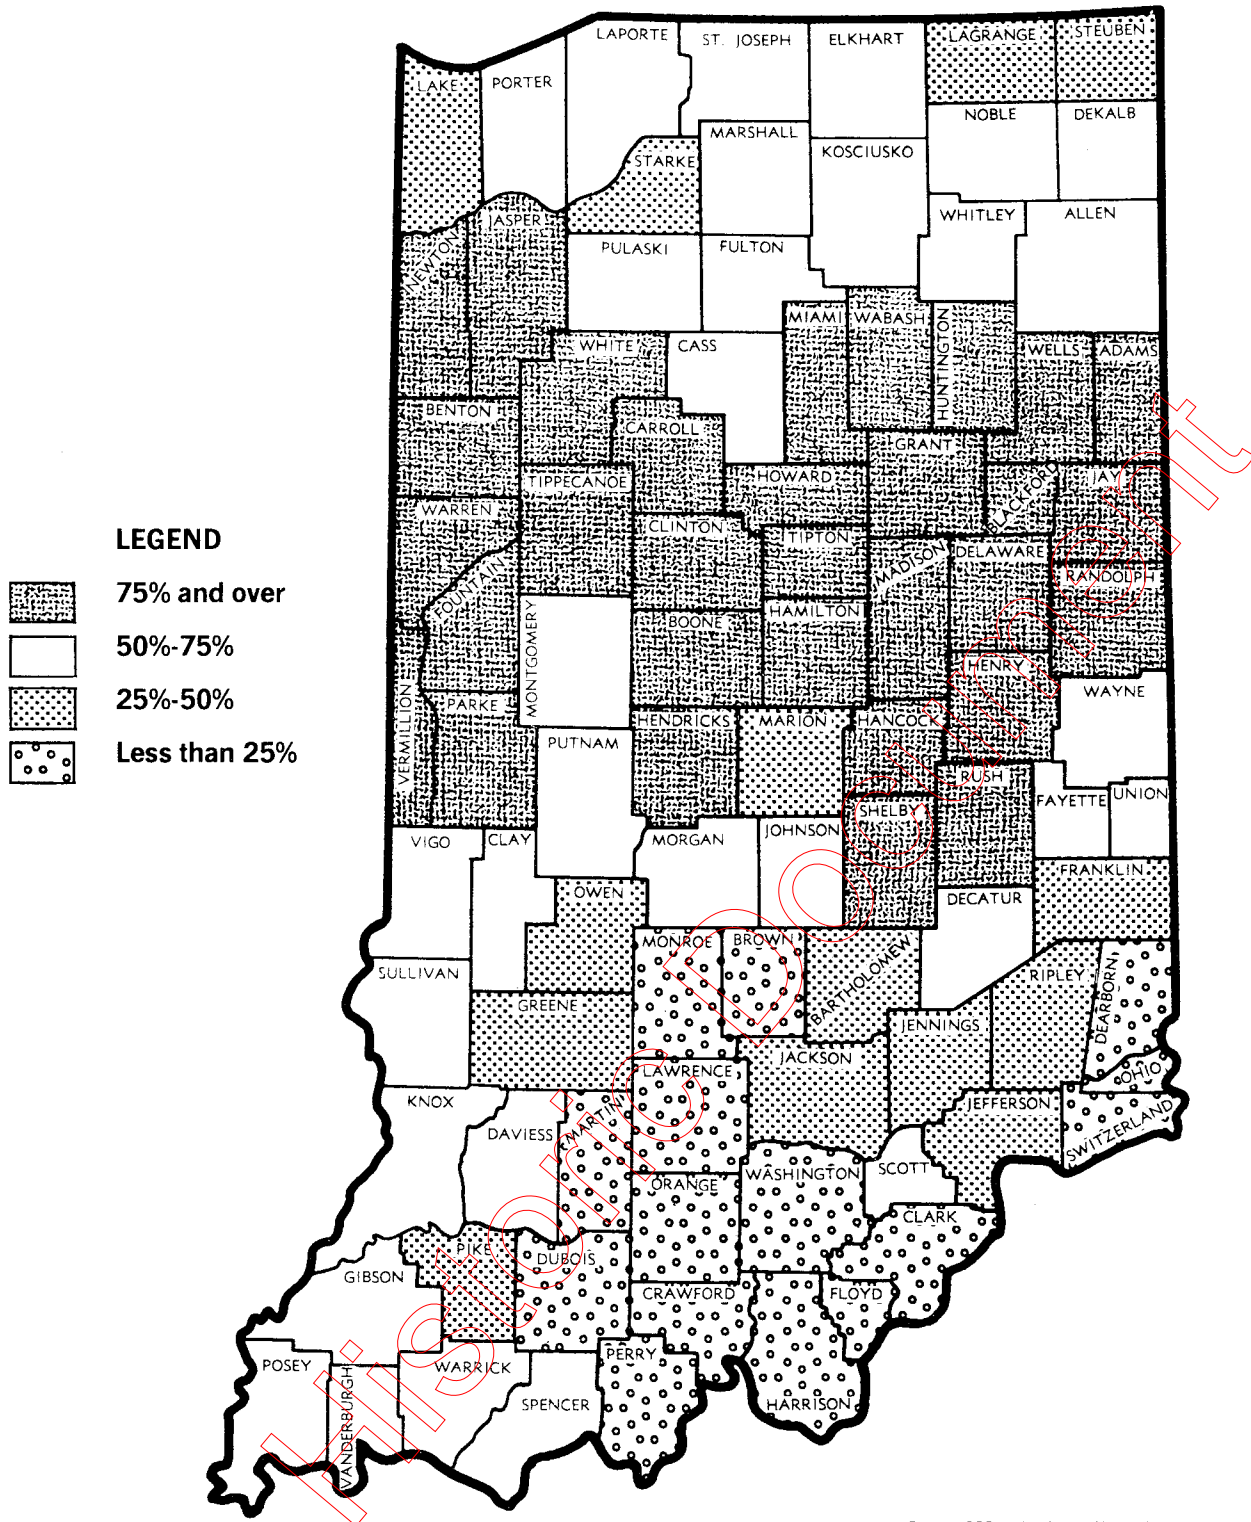 LAPORTE
ST. JOSEPH
ELKHART
LAGRANGE
STEUBEN
LAKE
PORTER
NOBLE
DEKALB
MARSHALL
KOSCIUSKO
STARKE
WHITLEY
ALLEN
JASPER
NEWTON
PULASKI
FULTON
MIAMI
WABASH
HUNTINGTON
WHITE
CASS
WELLS
ADAMS
BENTON
CARROLL
GRANT
TIPPECANOE
HOWARD
BLACKFORD
JAY
WARREN
CLINTON
TIPTON
MADISON
DELAWARE
RANDOLPH
FOUNTAIN
LEGEND
75% and over
50%-75%
25%-50%
Less than 25%
MONTGOMERY
BOONE
HAMILTON
HENRY
WAYNE
VERMILLION
PARKE
HENDRICKS
MARION
HANCOCK
PUTNAM
RUSH
FAYETTE
UNION
VIGO
CLAY
MORGAN
JOHNSON
SHELBY
FRANKLIN
OWEN
DECATUR
MONROE
BROWN
BARTHOLOMEW
SULLIVAN
RIPLEY
DEARBORN
GREENE
JENNINGS
JACKSON
LAWRENCE
OHIO
KNOX
DAVIESS
MARTIN
JEFFERSON
SWITZERLAND
ORANGE
WASHINGTON
SCOTT
CLARK
PIKE
DUBOIS
GIBSON
CRAWFORD
FLOYD
POSEY
VANDERBURGH
WARRICK
PERRY
SPENCER
HARRISON
Historic Document